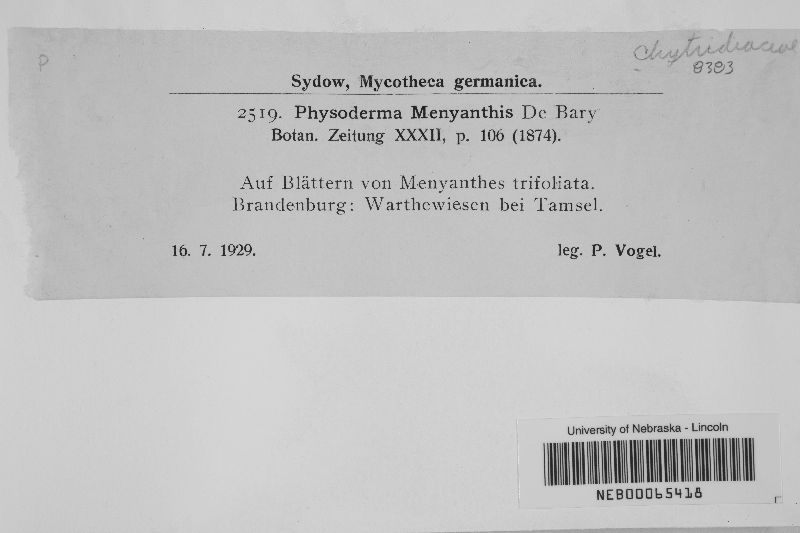 P
Chytridiaceae
8383
Sydow, Mycotheca germanica.
2519. Physoderma Menyanthis De Bary
Botan. Zeitung XXXII, p. 106 (1874).
Auf Blättern von Menyanthes trifoliata.
Brandenburg: Warthewiesen bei Tamsel.
16. 7. 1929. leg. P. Vogel.
University of Nebraska - Lincoln
NEB00065418